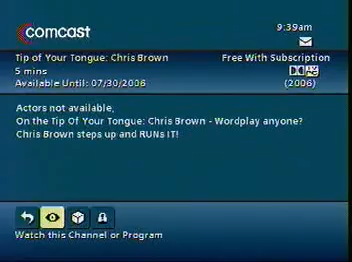 comcast
9:39am
Tip of Your Tongue: Chris Brown
Free With Subscription
5 mins
Available Until: 07/30/2006
(2006)
Actors not available.
On the Tip Of Your Tongue: Chris Brown - Wordplay anyone?
Chris Brown steps up and RUNs IT!
Watch this Channel or Program